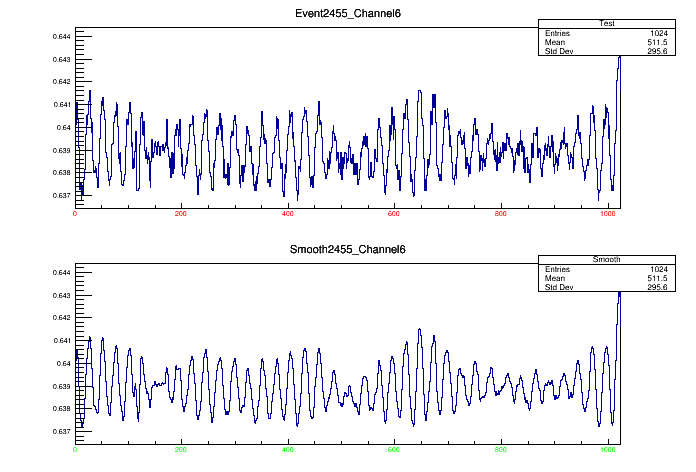 Event2455_Channel6
Test
Entries 1024
Mean 511.5
Std Dev 295.6
0.644
0.643
0.642
0.641
0.64
0.639
0.638
0.637
0 200 400 600 800 1000
Smooth2455_Channel6
Smooth
Entries 1024
Mean 511.5
Std Dev 295.6
0.644
0.643
0.642
0.641
0.64
0.639
0.638
0.637
0 200 400 600 800 1000